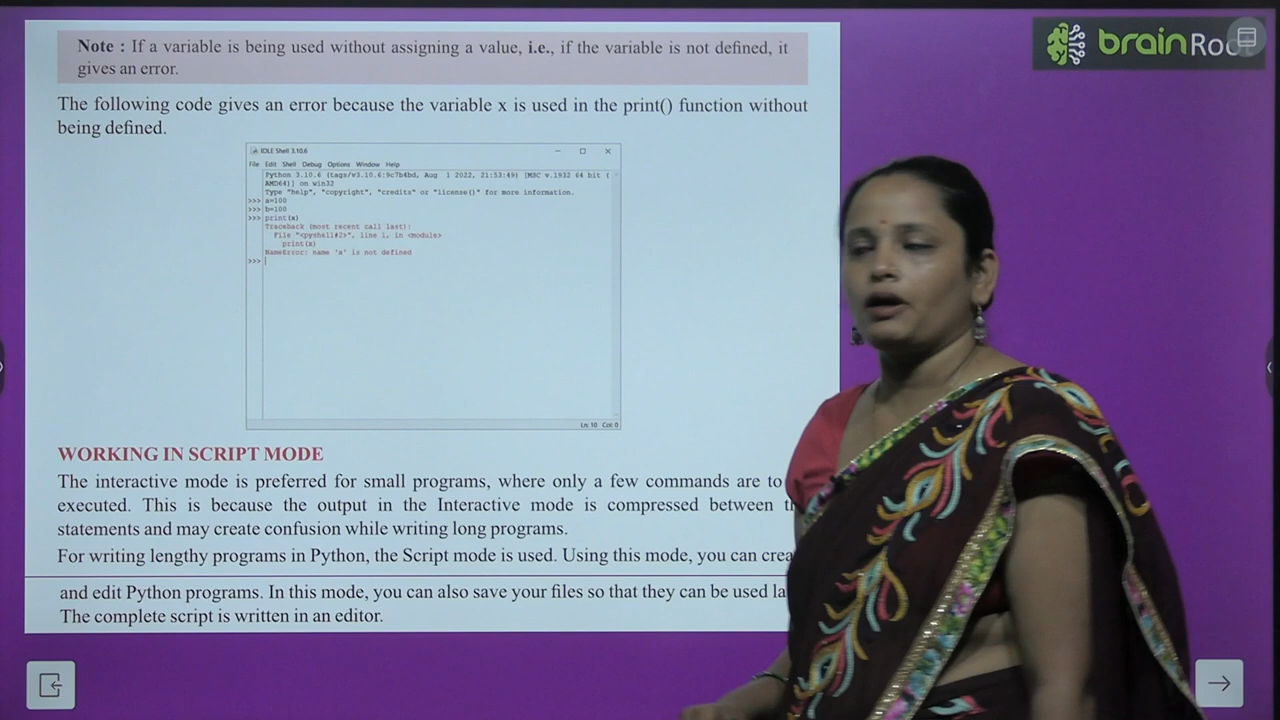 Note : If a variable is being used without assigning a value, i.e., if the variable is not defined, it
gives an error.
The following code gives an error because the variable x is used in the print() function without
being defined.
IDLE Shell 3.10.6
File Edit Shell Debug Options Window Help
Python 3.10.6 (tags/v3.10.6:9c7b4bd, Aug 1 2022, 21:53:49) [MSC v.1932 64 bit (
AMD64)] on win32
Type "help", "copyright", "credits" or "license()" for more information.
>>> a=100
>>> b=100
>>> print(x)
Traceback (most recent call last):
File "<pyshell#2>", line 1, in <module>
print(x)
NameError: name 'x' is not defined
>>>
Ln: 10 Col: 0
WORKING IN SCRIPT MODE
The interactive mode is preferred for small programs, where only a few commands are to
executed. This is because the output in the Interactive mode is compressed between
statements and may create confusion while writing long programs.
For writing lengthy programs in Python, the Script mode is used. Using this mode, you can
and edit Python programs. In this mode, you can also save your files so that they can be used
The complete script is written in an editor.
brain